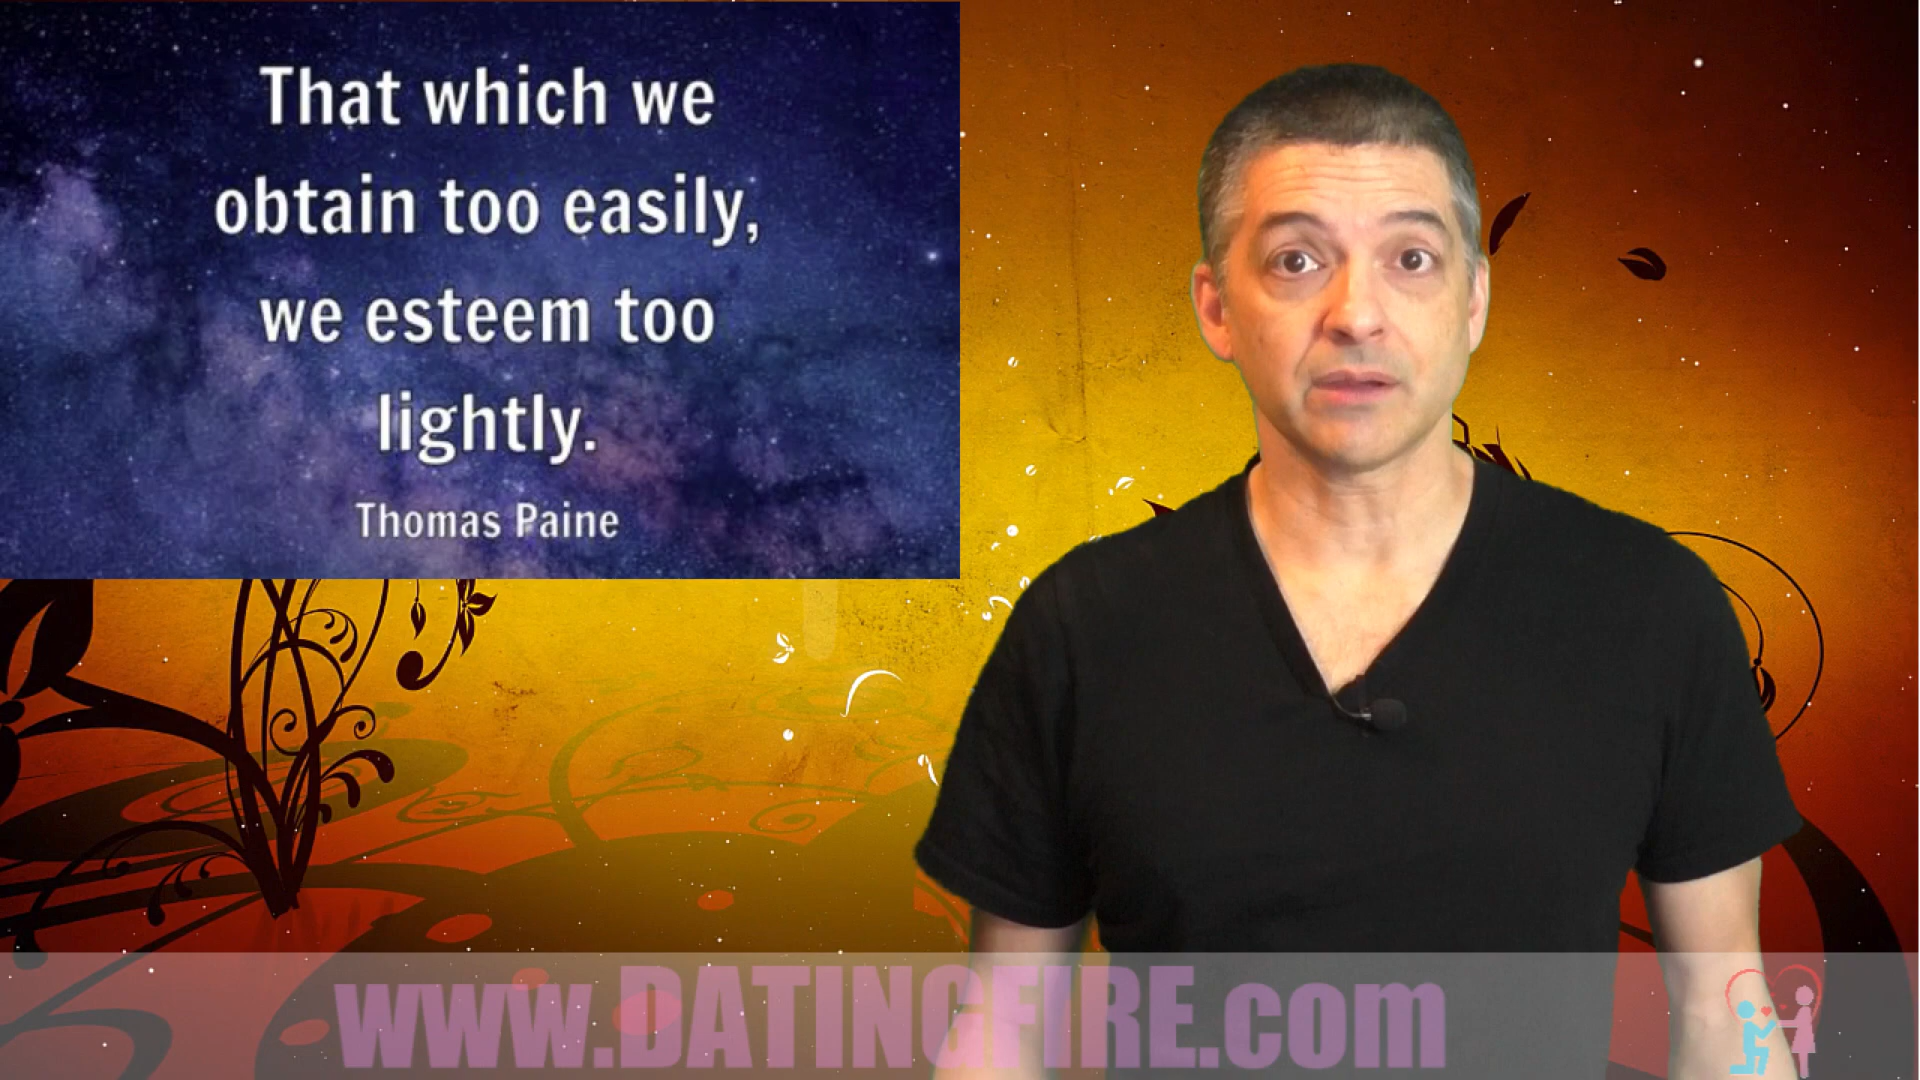 That which we
obtain too easily,
we esteem too
lightly.
Thomas Paine
www.DATINGFIRE.com